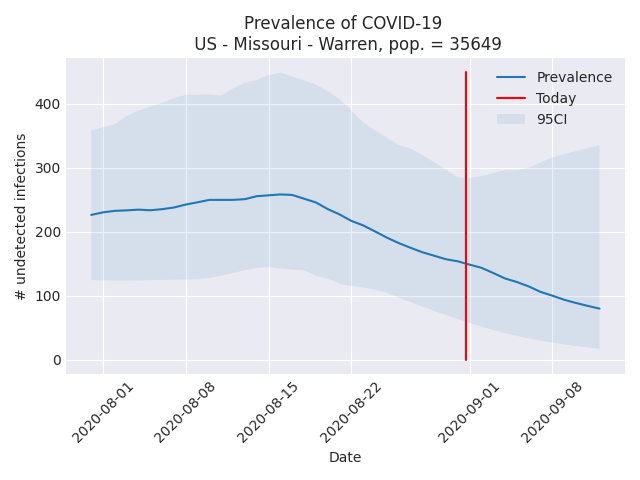 Prevalence of COVID-19
US - Missouri - Warren, pop. = 35649
Prevalence
Today
95CI
# undetected infections
400
300
200
100
0
2020-08-01
2020-08-08
2020-08-15
2020-08-22
2020-09-01
2020-09-08
Date